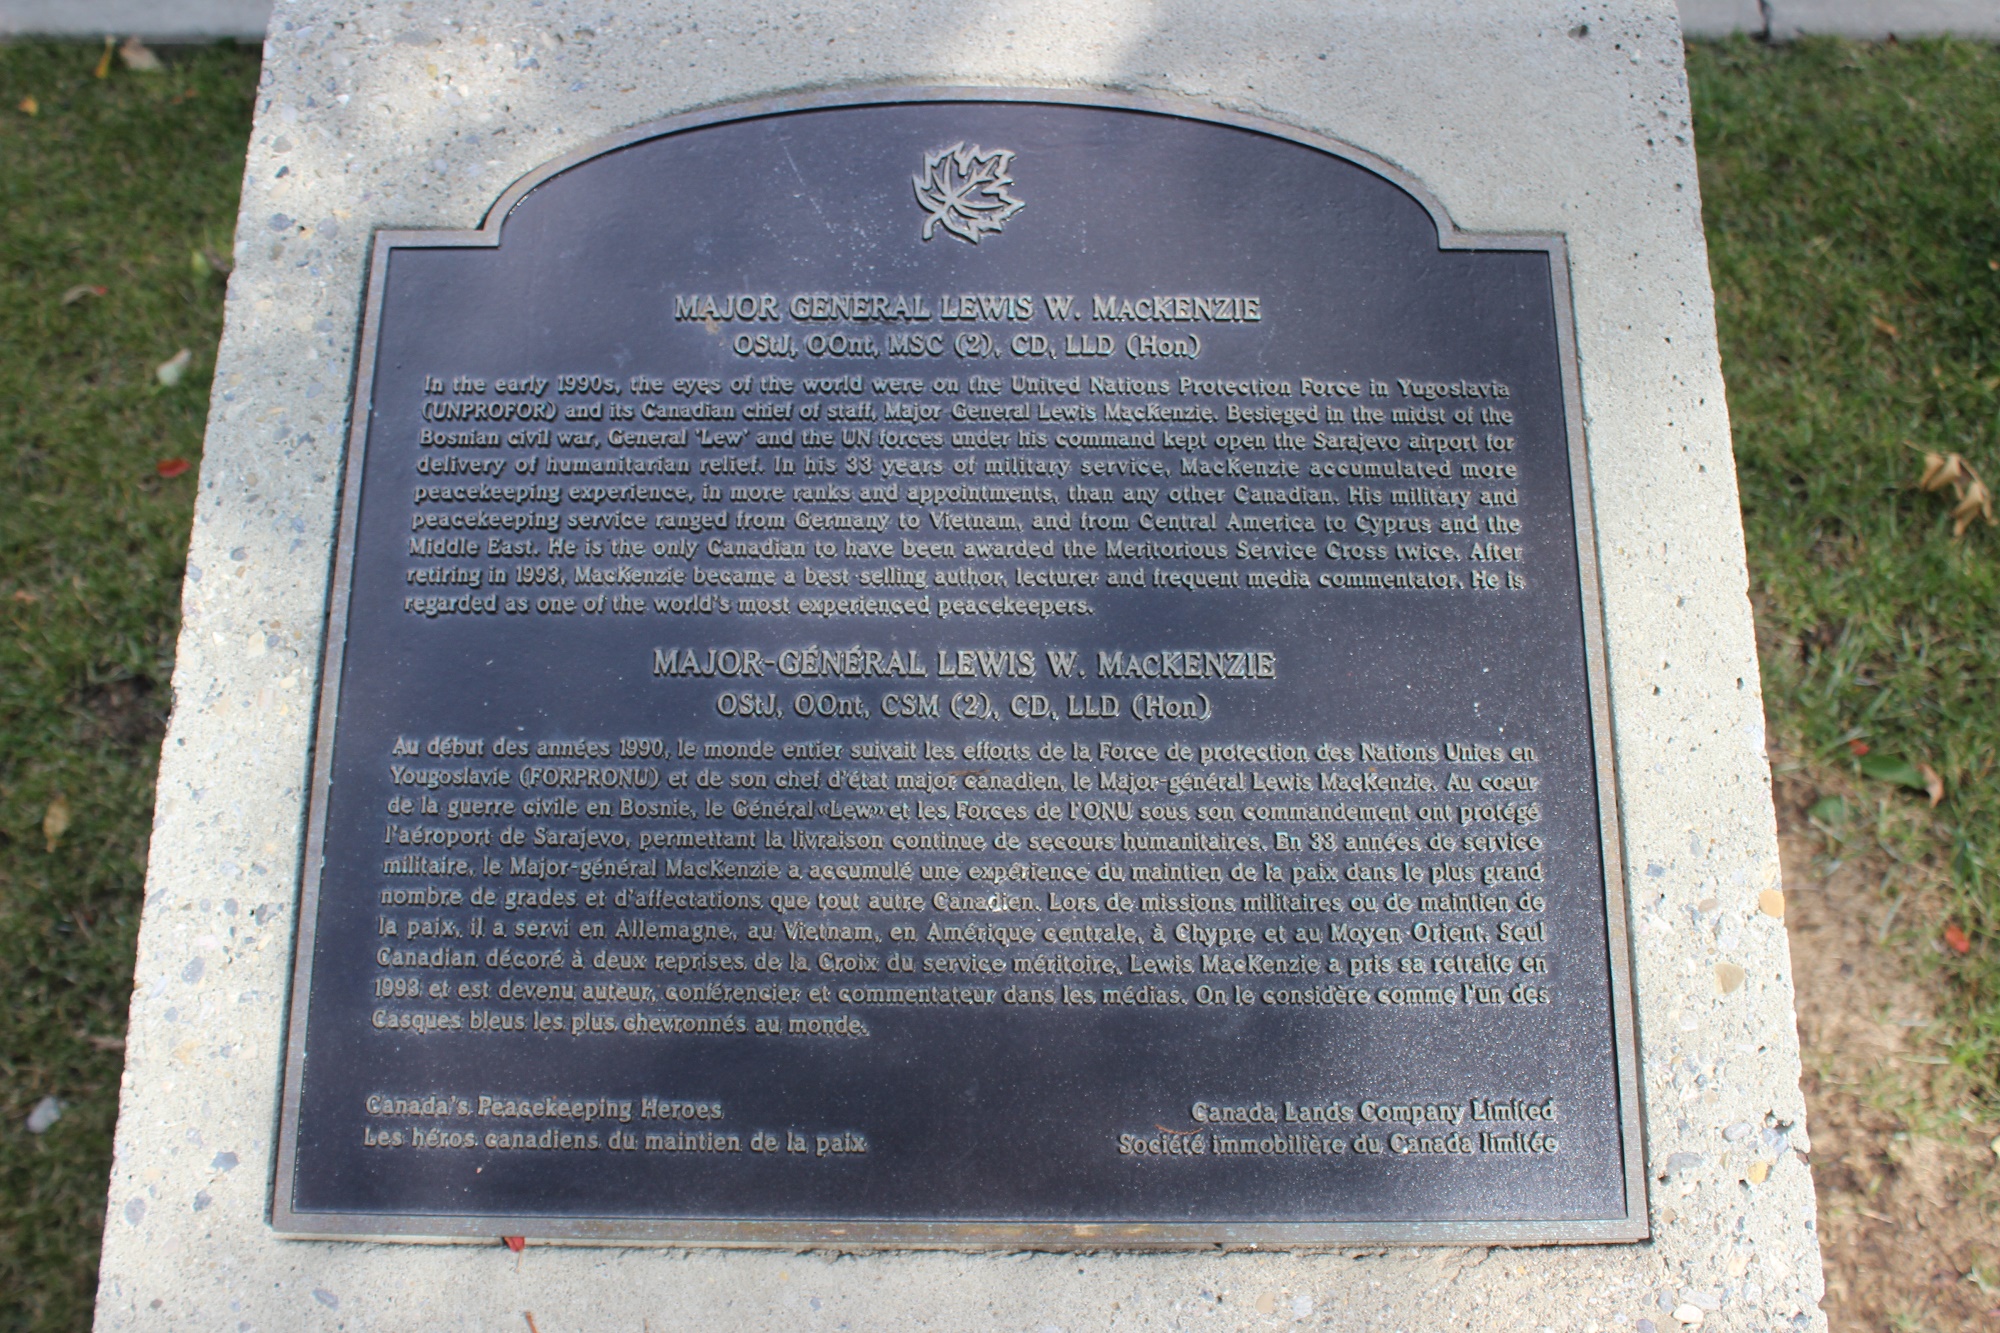 MAJOR GENERAL LEWIS W. MacKENZIE
OStJ, OOnt, MSC (2), CD, LLD (Hon)
In the early 1990s, the eyes of the world were on the United Nations Protection Force in Yugoslavia
(UNPROFOR) and its Canadian chief of staff, Major General Lewis MacKenzie. Besieged in the midst of the
Bosnian civil war, General 'Lew' and the UN forces under his command kept open the Sarajevo airport for
delivery of humanitarian relief. In his 33 years of military service, MacKenzie accumulated more
peacekeeping experience, in more ranks and appointments, than any other Canadian. His military and
peacekeeping service ranged from Germany to Vietnam, and from Central America to Cyprus and the
Middle East. He is the only Canadian to have been awarded the Meritorious Service Cross twice. After
retiring in 1993, MacKenzie became a best-selling author, lecturer and frequent media commentator. He is
regarded as one of the world's most experienced peacekeepers.
MAJOR-GÉNÉRAL LEWIS W. MacKENZIE
OStJ, OOnt, CSM (2), CD, LLD (Hon)
Au début des années 1990, le monde entier suivait les efforts de la Force de protection des Nations Unies en
Yougoslavie (FORPRONU) et de son chef d'état major canadien, le Major-général Lewis MacKenzie. Au cœur
de la guerre civile en Bosnie, le Général «Lew» et les Forces de l'ONU sous son commandement ont protégé
l'aéroport de Sarajevo, permettant la livraison continue de secours humanitaires. En 33 années de service
militaire, le Major-général MacKenzie a accumulé une expérience du maintien de la paix dans le plus grand
nombre de grades et d'affectations que tout autre Canadien. Lors de missions militaires ou de maintien de
la paix, il a servi en Allemagne, au Vietnam, en Amérique centrale, à Chypre et au Moyen Orient. Seul
Canadian décoré à deux reprises de la Croix du service méritoire, Lewis MacKenzie a pris sa retraite en
1993 et est devenu auteur, conférencier et commentateur dans les médias. On le considère comme l'un des
Casques bleus les plus chevronnés au monde.
Canada's Peacekeeping Heroes
Les héros canadiens du maintien de la paix
Canada Lands Company Limited
Société immobilière du Canada limitée